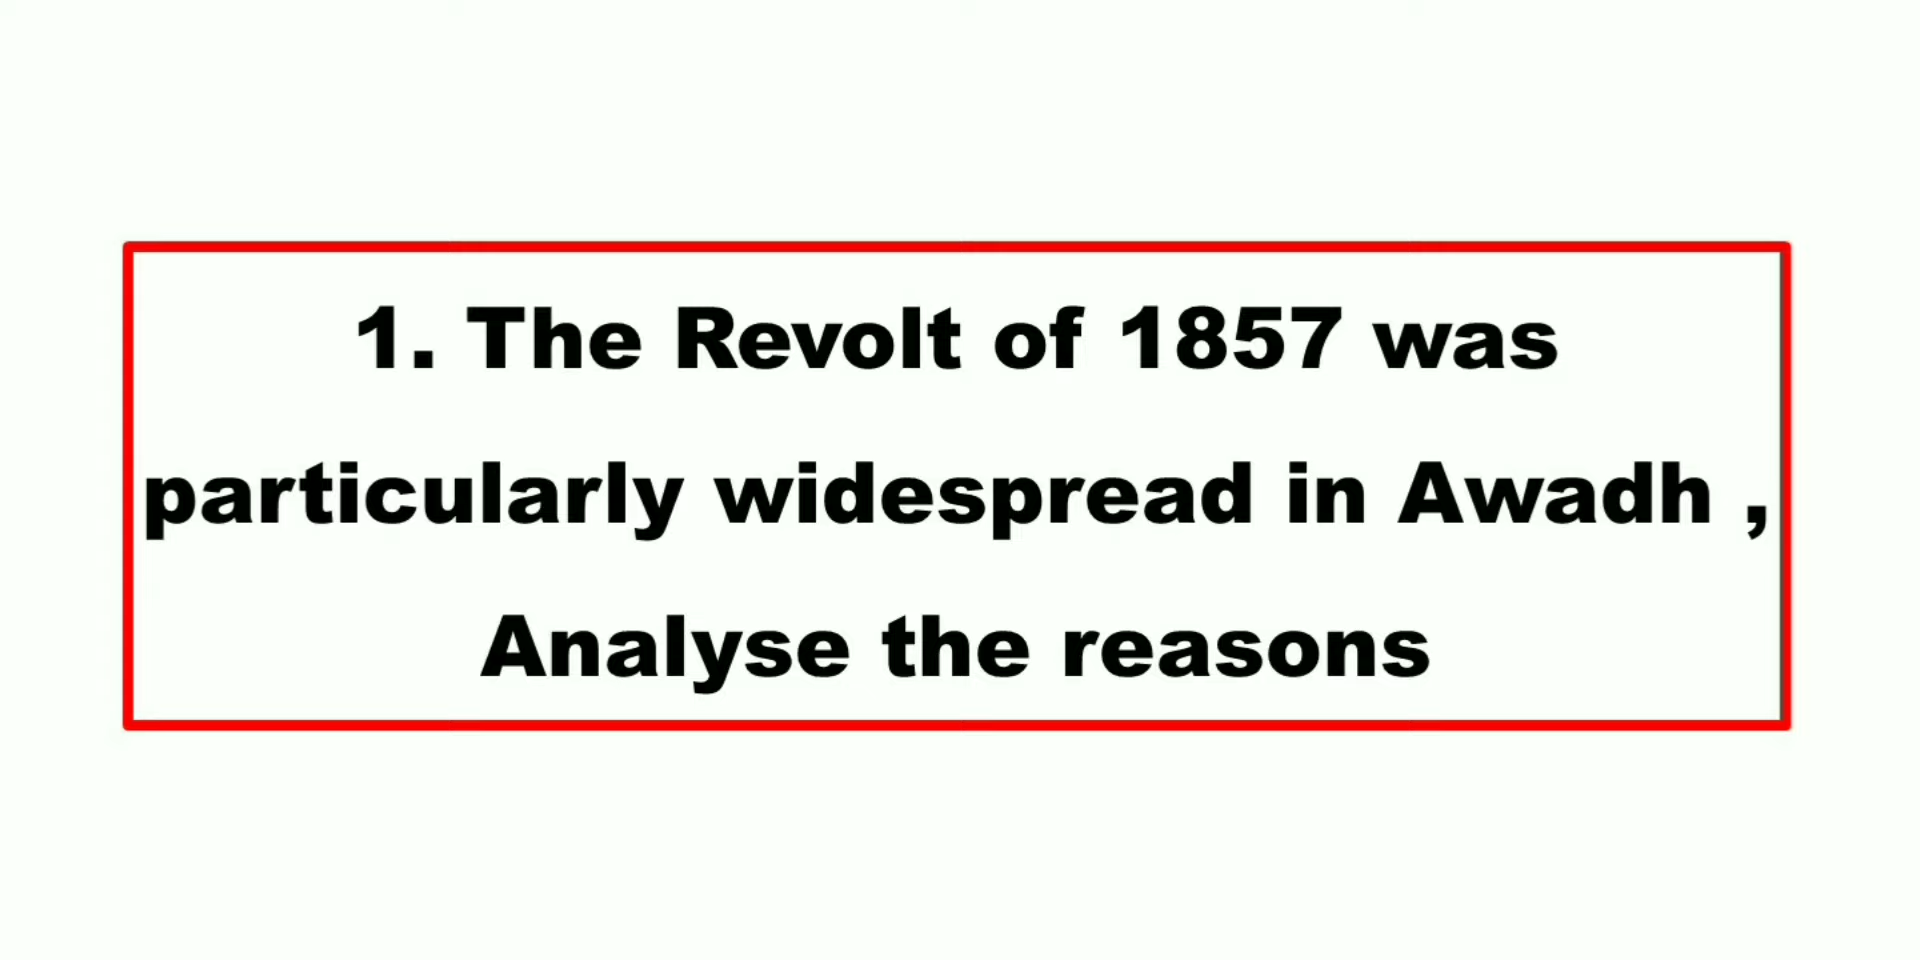 1. The Revolt of 1857 was
particularly widespread in Awadh ,
Analyse the reasons